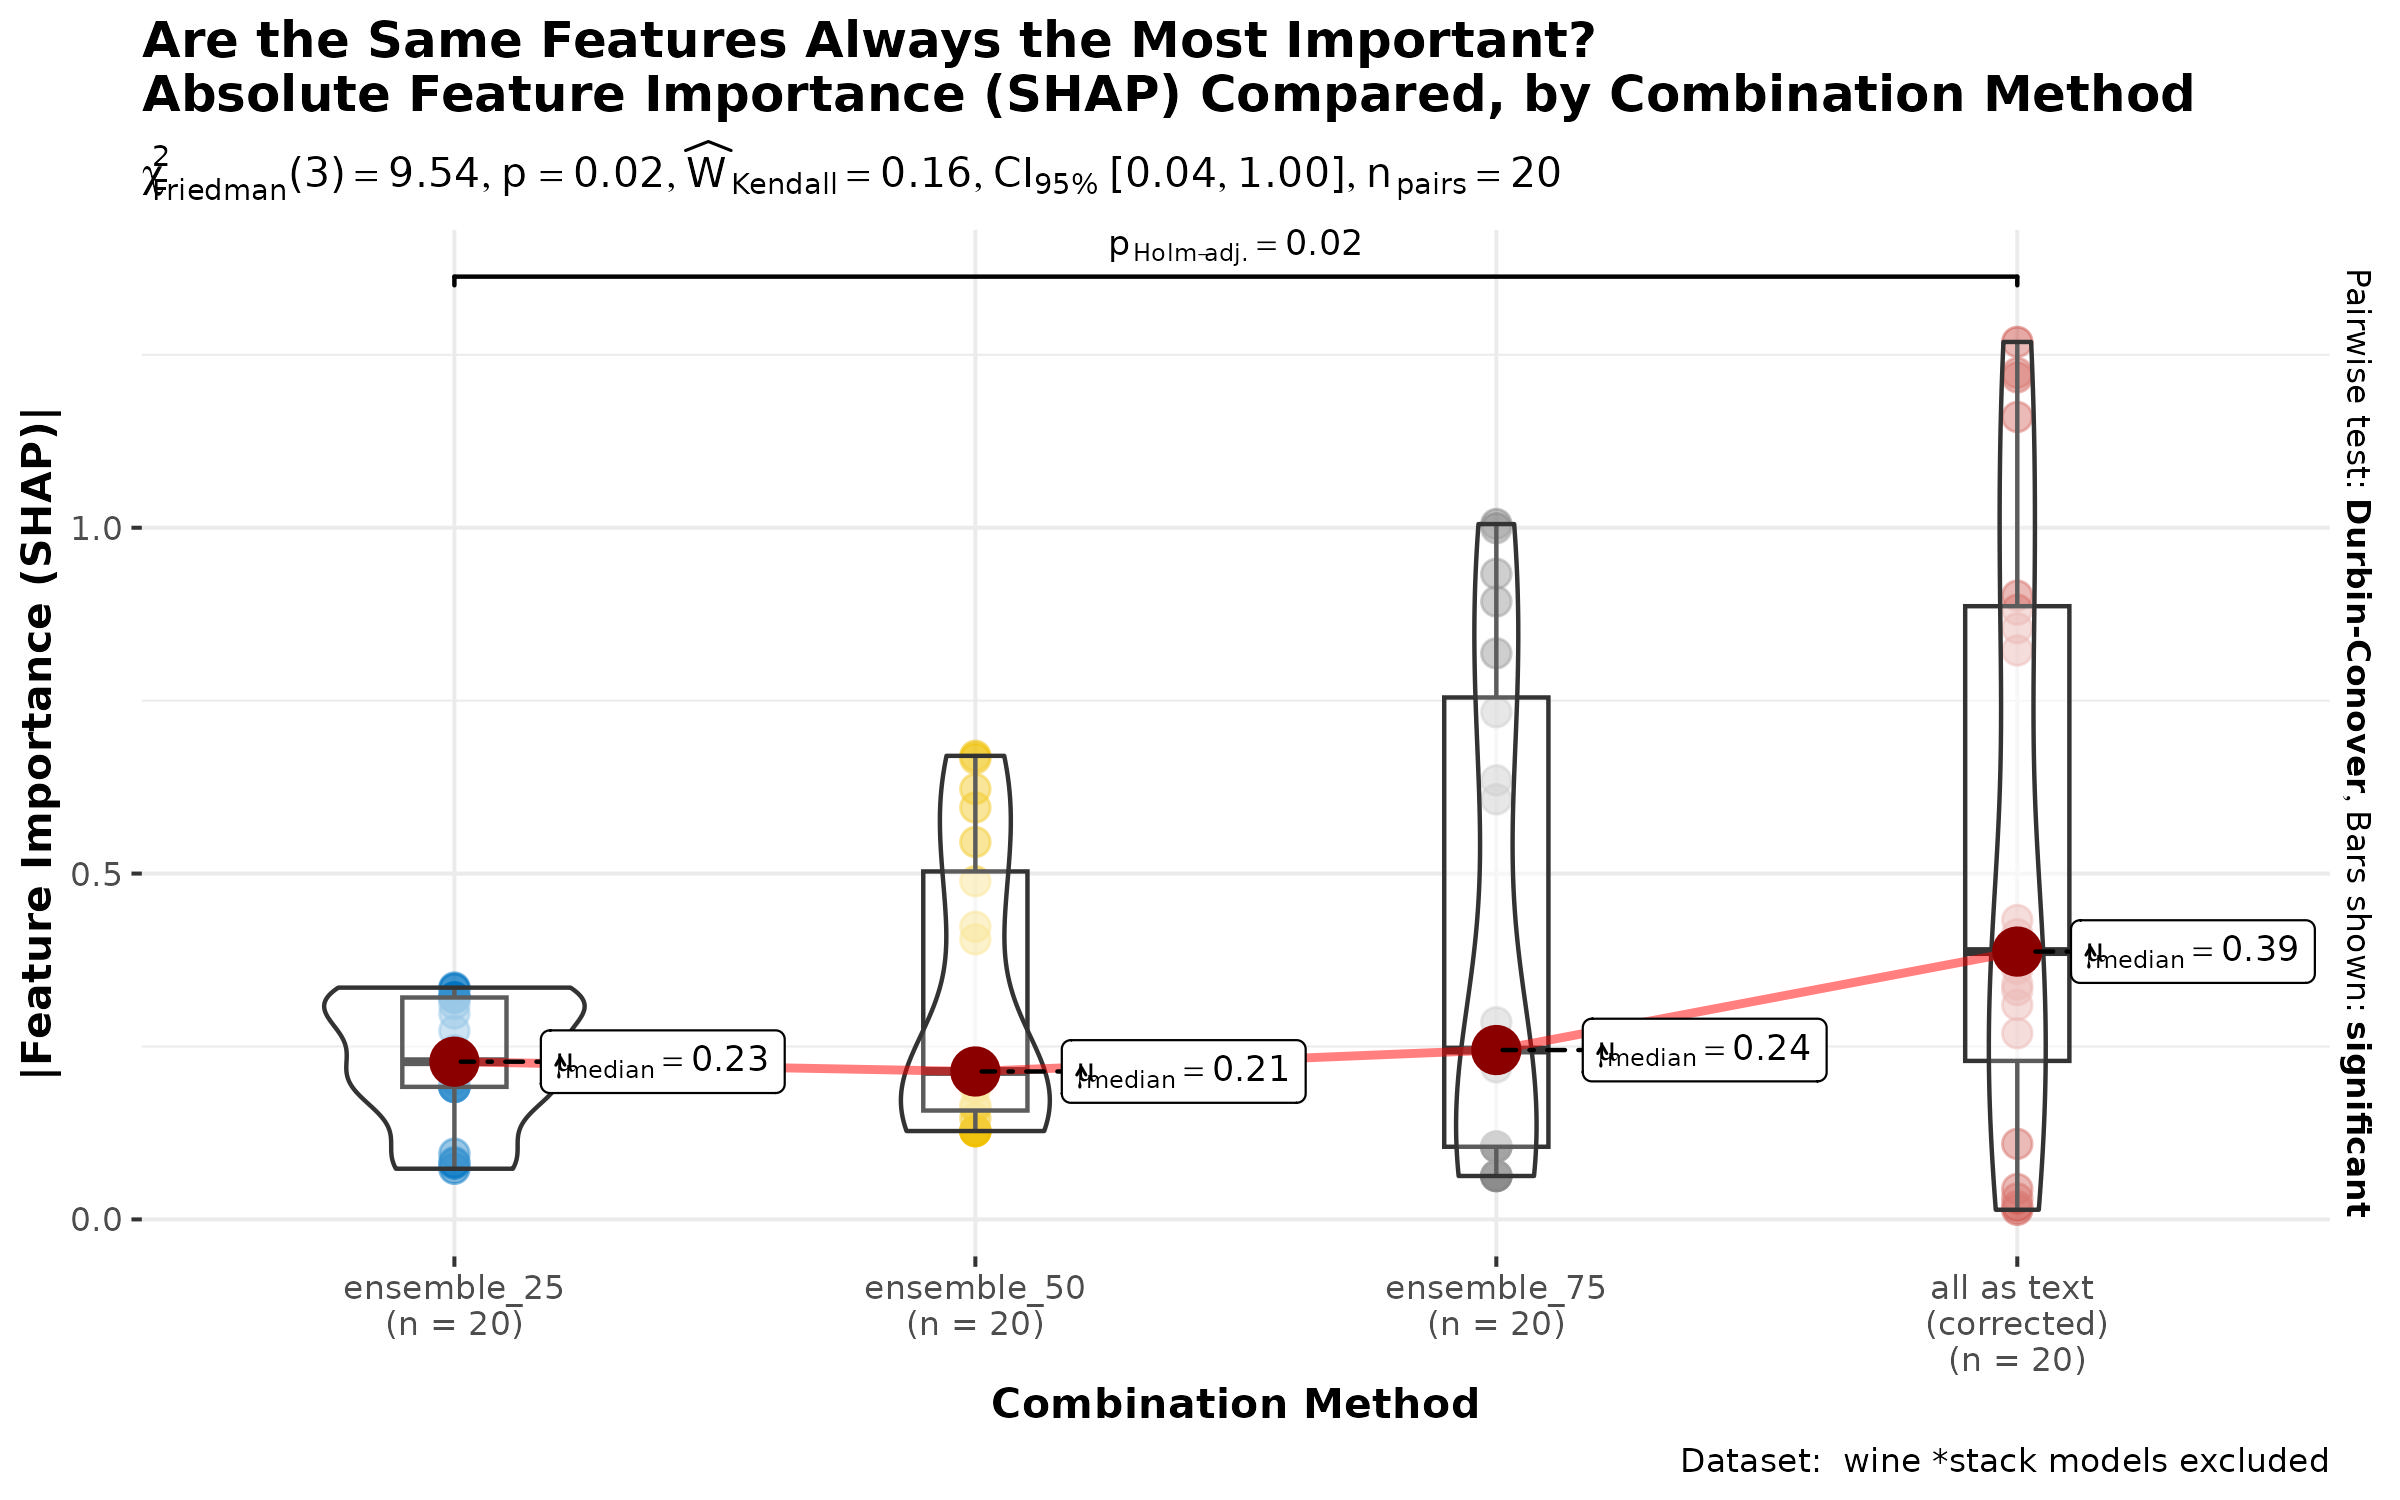 Are the Same Features Always the Most Important?
Absolute Feature Importance (SHAP) Compared, by Combination Method
χ²Friedman(3) = 9.54, p = 0.02, ŴKendall = 0.16, CI95% [0.04, 1.00], npairs = 20
pHolm-adj. = 0.02
|Feature Importance (SHAP)|
1.0
0.5
0.0
μ̂median = 0.23
μ̂median = 0.21
μ̂median = 0.24
μ̂median = 0.39
Pairwise test: Durbin-Conover, Bars shown: significant
ensemble_25
(n = 20)
ensemble_50
(n = 20)
ensemble_75
(n = 20)
all as text
(corrected)
(n = 20)
Combination Method
Dataset:  wine *stack models excluded